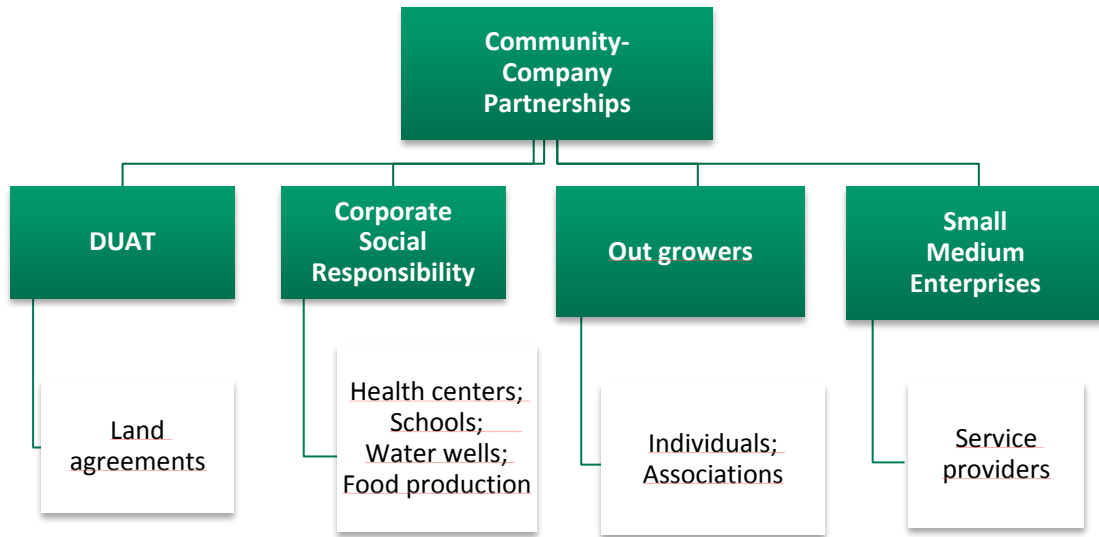 Community-
Company
Partnerships
DUAT
Corporate
Social
Responsibility
Out growers
Small
Medium
Enterprises
Land
agreements
Health centers;
Schools;
Water wells;
Food production
Individuals;
Associations
Service
providers